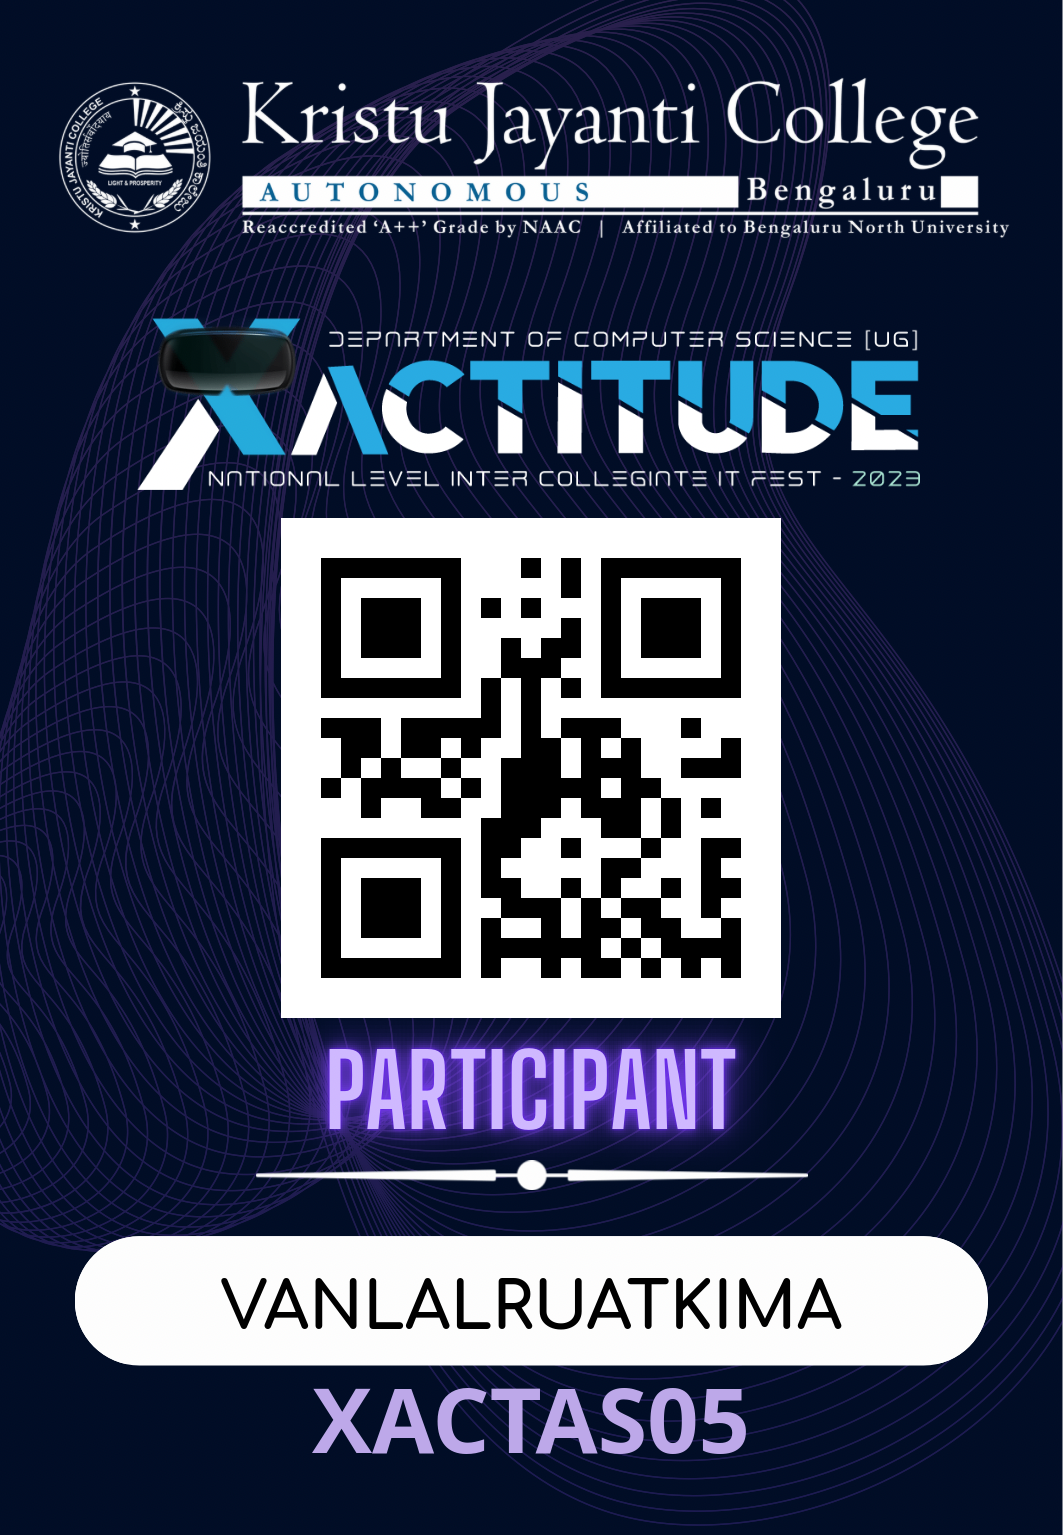 KRISTU JAYANTI COLLEGE
LIGHT & PROSPERITY
Kristu Jayanti College
AUTONOMOUS Bengaluru
Reaccredited ‘A++’ Grade by NAAC | Affiliated to Bengaluru North University
DEPARTMENT OF COMPUTER SCIENCE [UG]
XACTITUDE
NATIONAL LEVEL INTER COLLEGIATE IT FEST - 2023
PARTICIPANT
VANLALRUATKIMA
XACTAS05